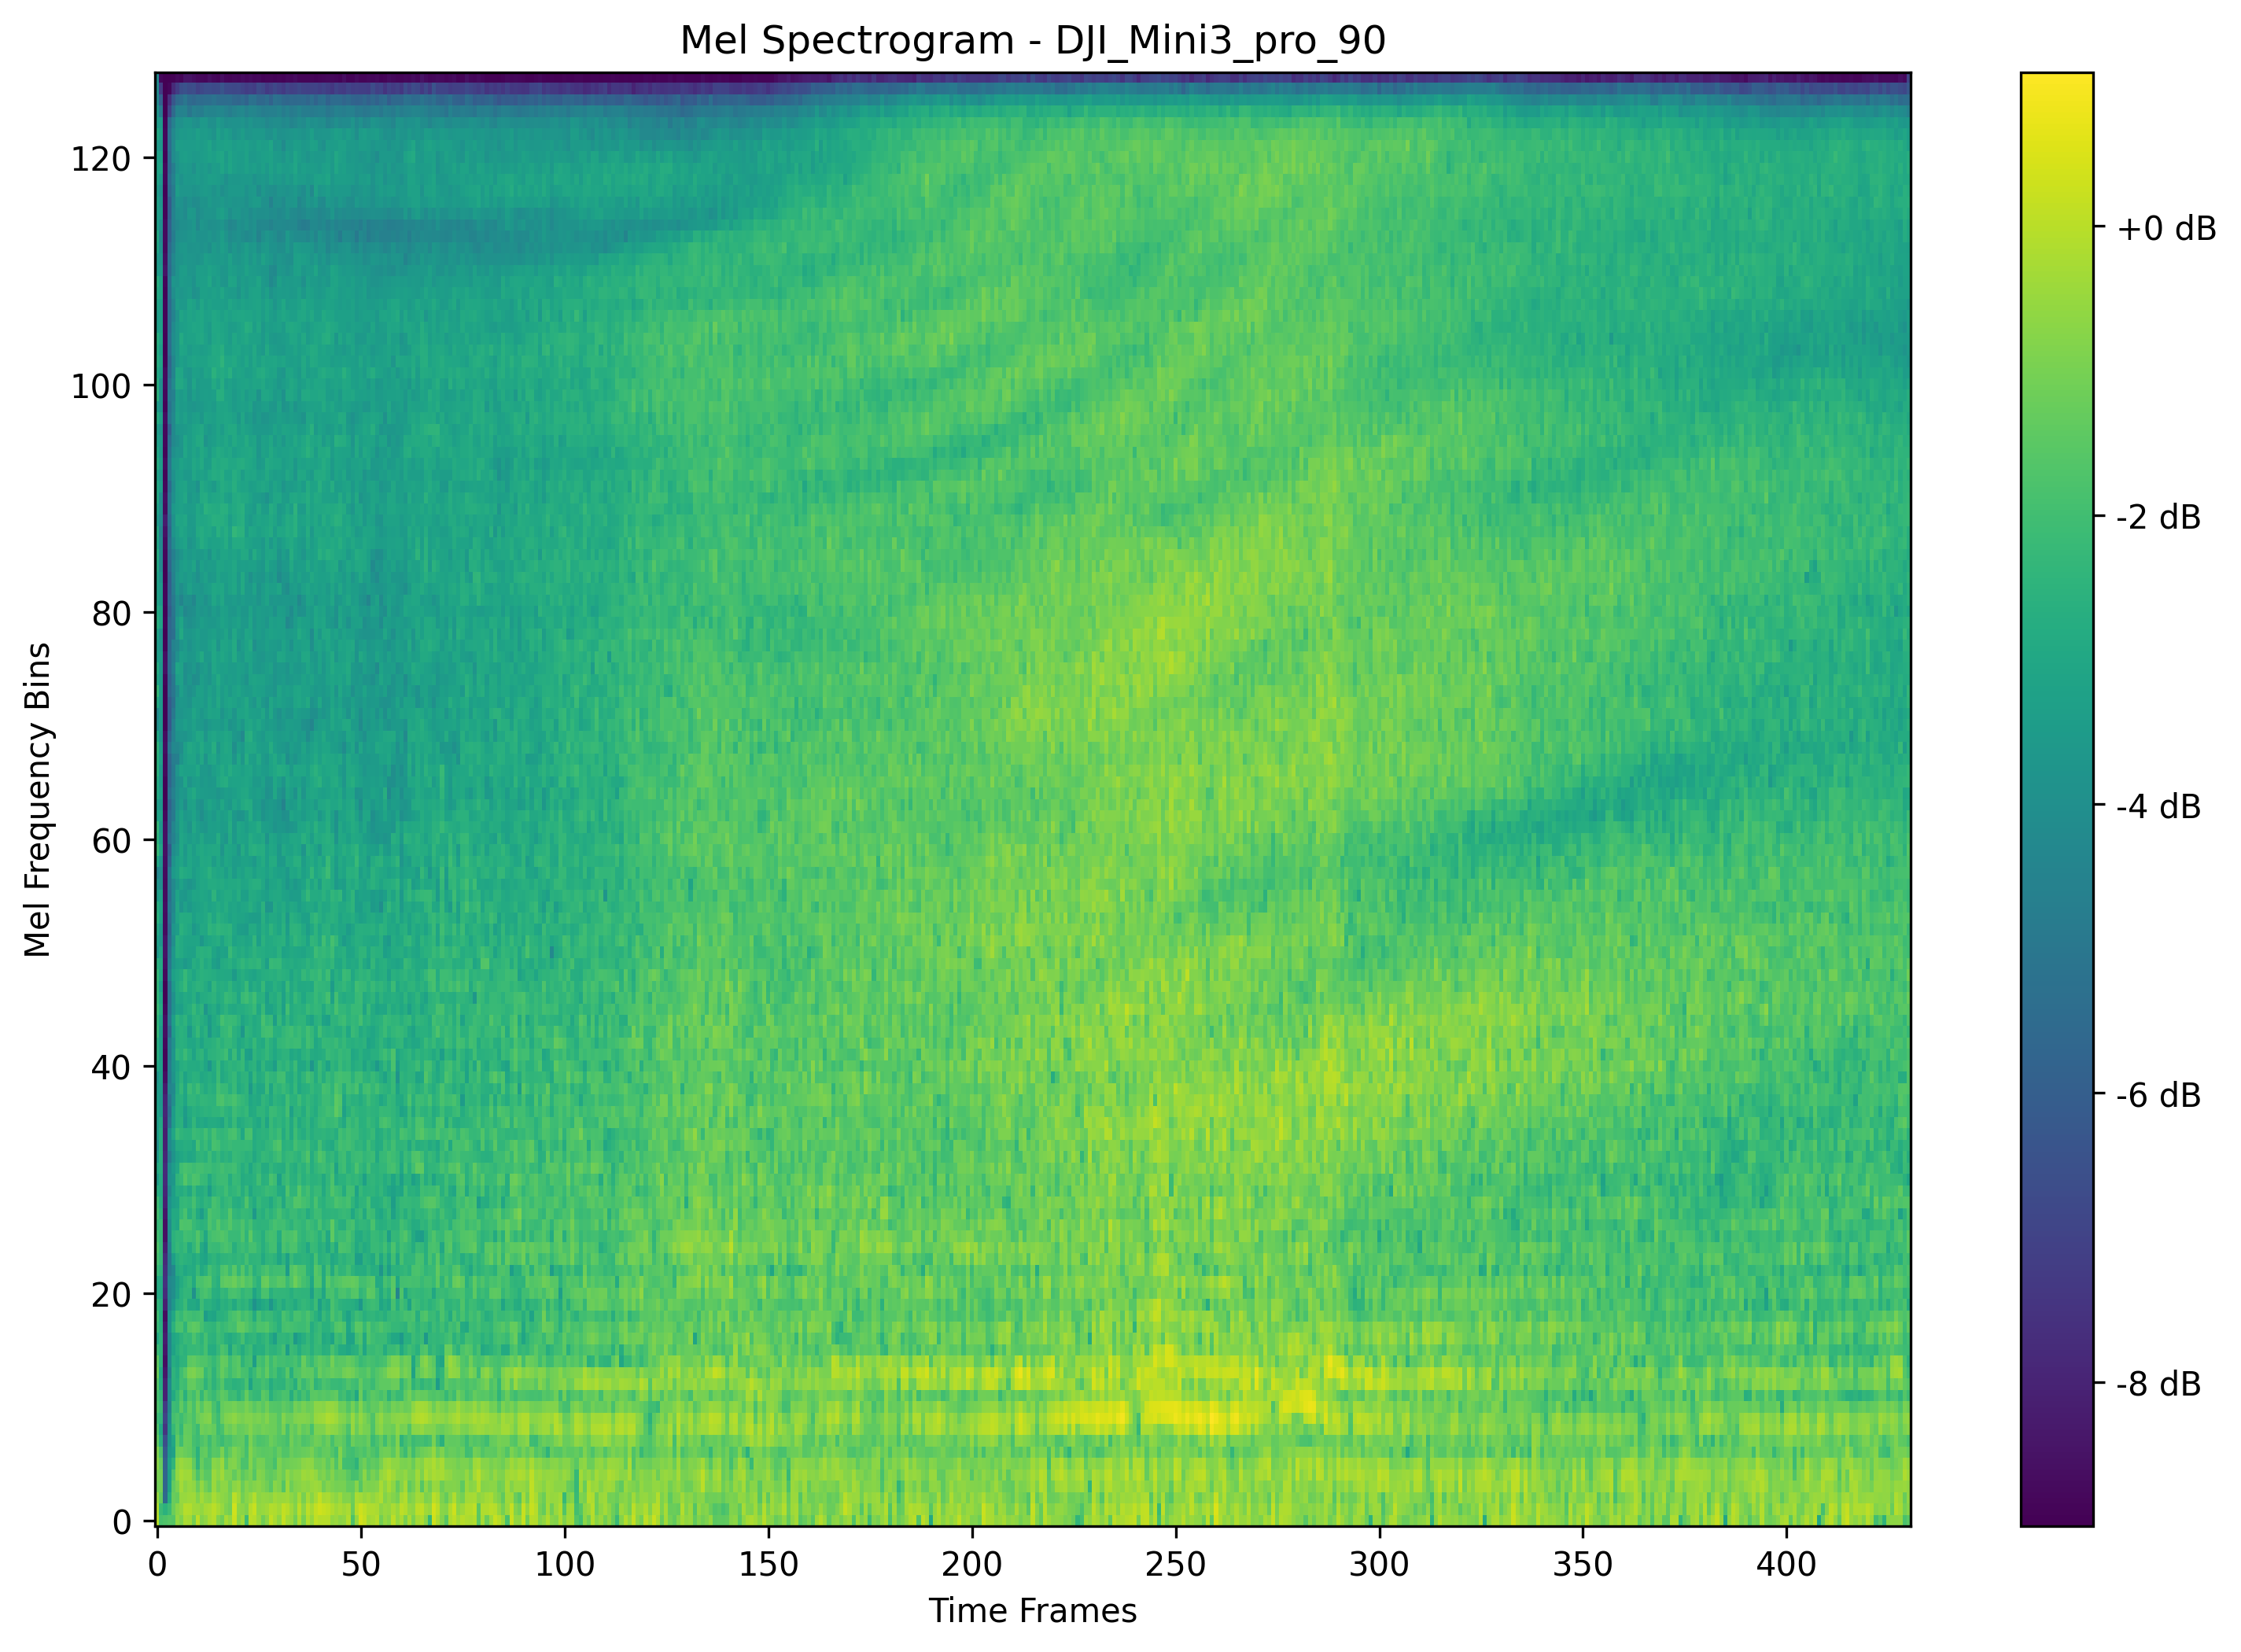 Mel Spectrogram - DJI_Mini3_pro_90
Mel Frequency Bins
120
100
80
60
40
20
0
0 50 100 150 200 250 300 350 400
Time Frames
+0 dB
-2 dB
-4 dB
-6 dB
-8 dB